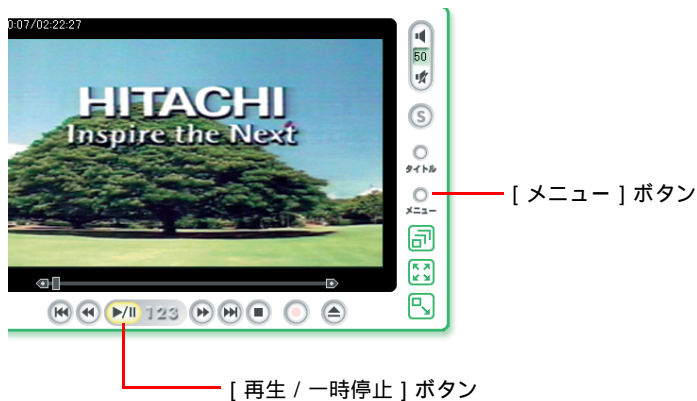 0:07/02:22:27
50
HITACHI
Inspire the Next
S
タイトル
メニュー
[ メニュー ] ボタン
123
[ 再生 / 一時停止 ] ボタン